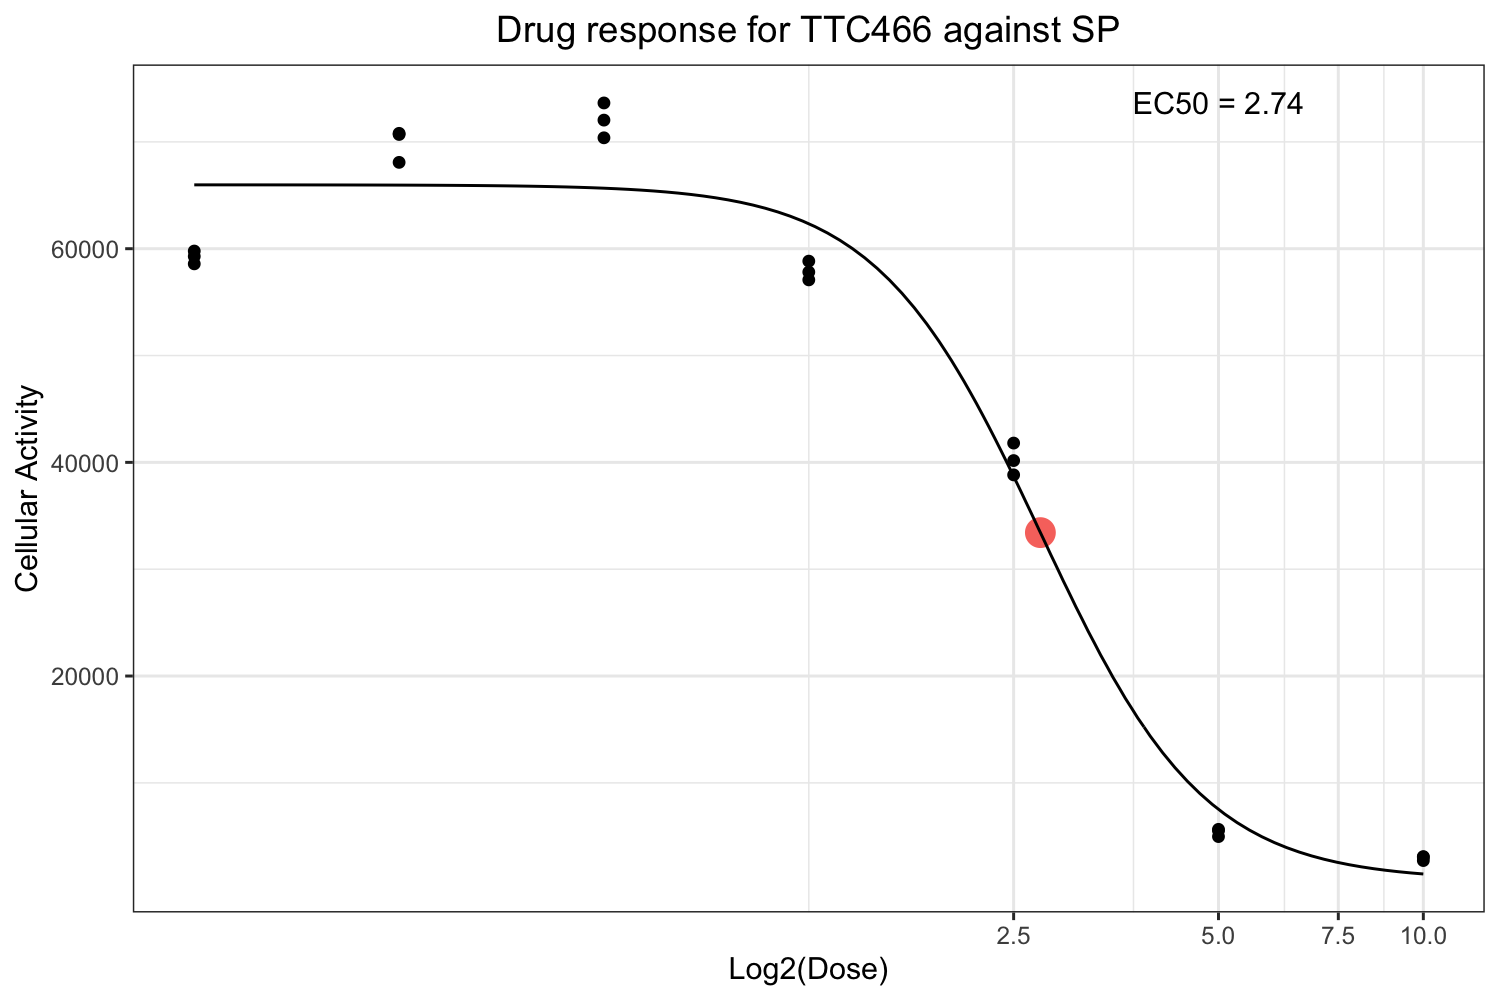 Drug response for TTC466 against SP
EC50 = 2.74
Cellular Activity
60000
40000
20000
2.5 5.0 7.5 10.0
Log2(Dose)